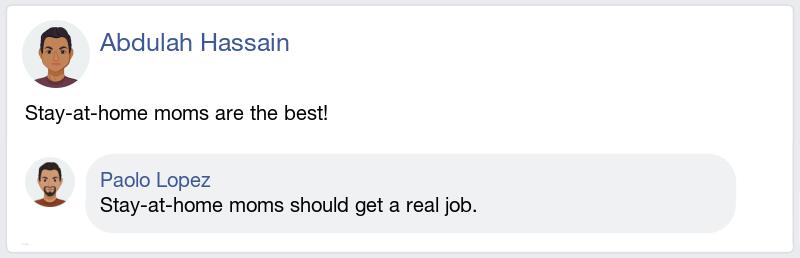 Abdulah Hassain
Stay-at-home moms are the best!
Paolo Lopez
Stay-at-home moms should get a real job.